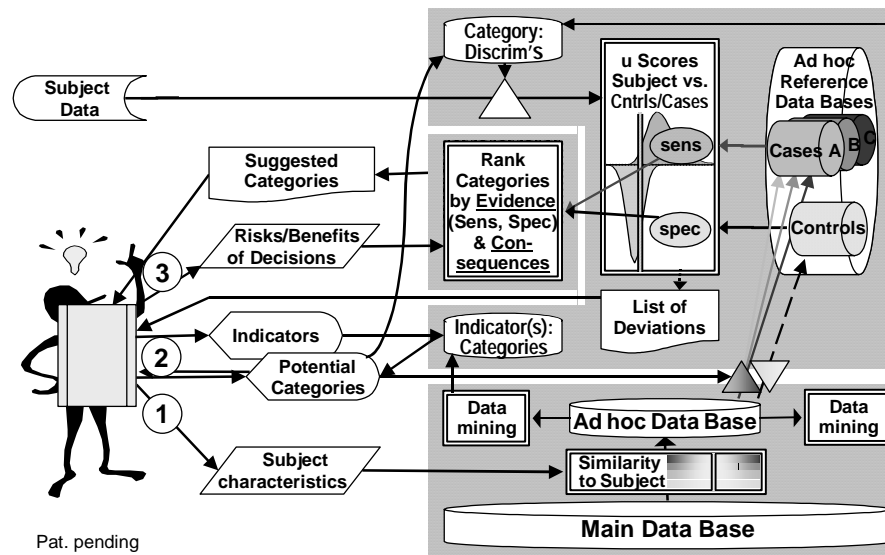 Category:
Discrim's
Subject
Data
u Scores
Subject vs.
Cntrls/Cases
Ad hoc
Reference
Data Bases
sens
Cases A
B
C
Suggested
Categories
Rank
Categories
by Evidence
(Sens, Spec)
& Con-
sequences
spec
Controls
Risks/Benefits
of Decisions
3
List of
Deviations
Indicators
Indicator(s):
Categories
2
Potential
Categories
1
Data
mining
Ad hoc Data Base
Data
mining
Subject
characteristics
Similarity
to Subject
Main Data Base
Pat. pending